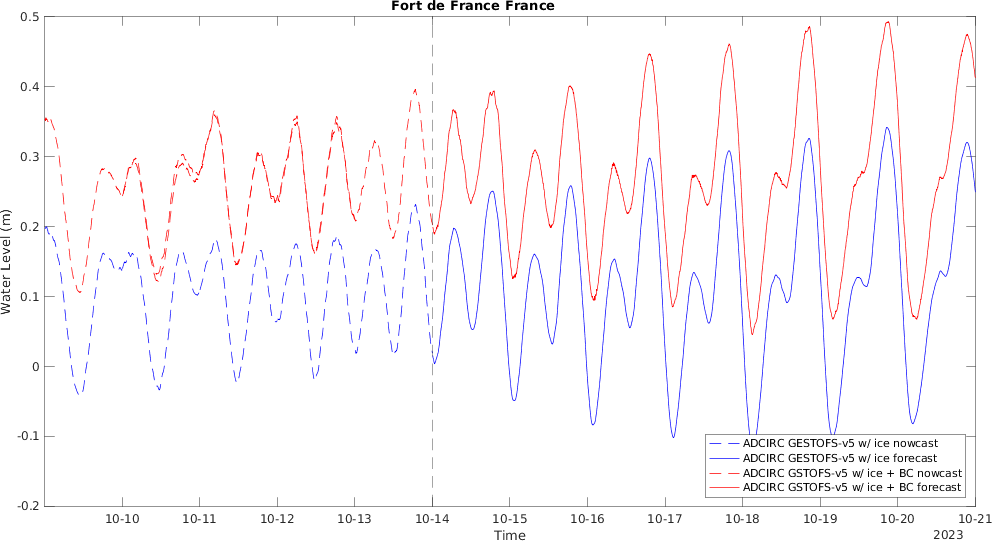 Fort de France France
0.5
0.4
0.3
0.2
0.1
0
-0.1
-0.2
Water Level (m)
ADCIRC GESTOFS-v5 w/ ice nowcast
ADCIRC GESTOFS-v5 w/ ice forecast
ADCIRC GSTOFS-v5 w/ ice + BC nowcast
ADCIRC GSTOFS-v5 w/ ice + BC forecast
10-10 10-11 10-12 10-13 10-14 10-15 10-16 10-17 10-18 10-19 10-20 10-21
Time
2023